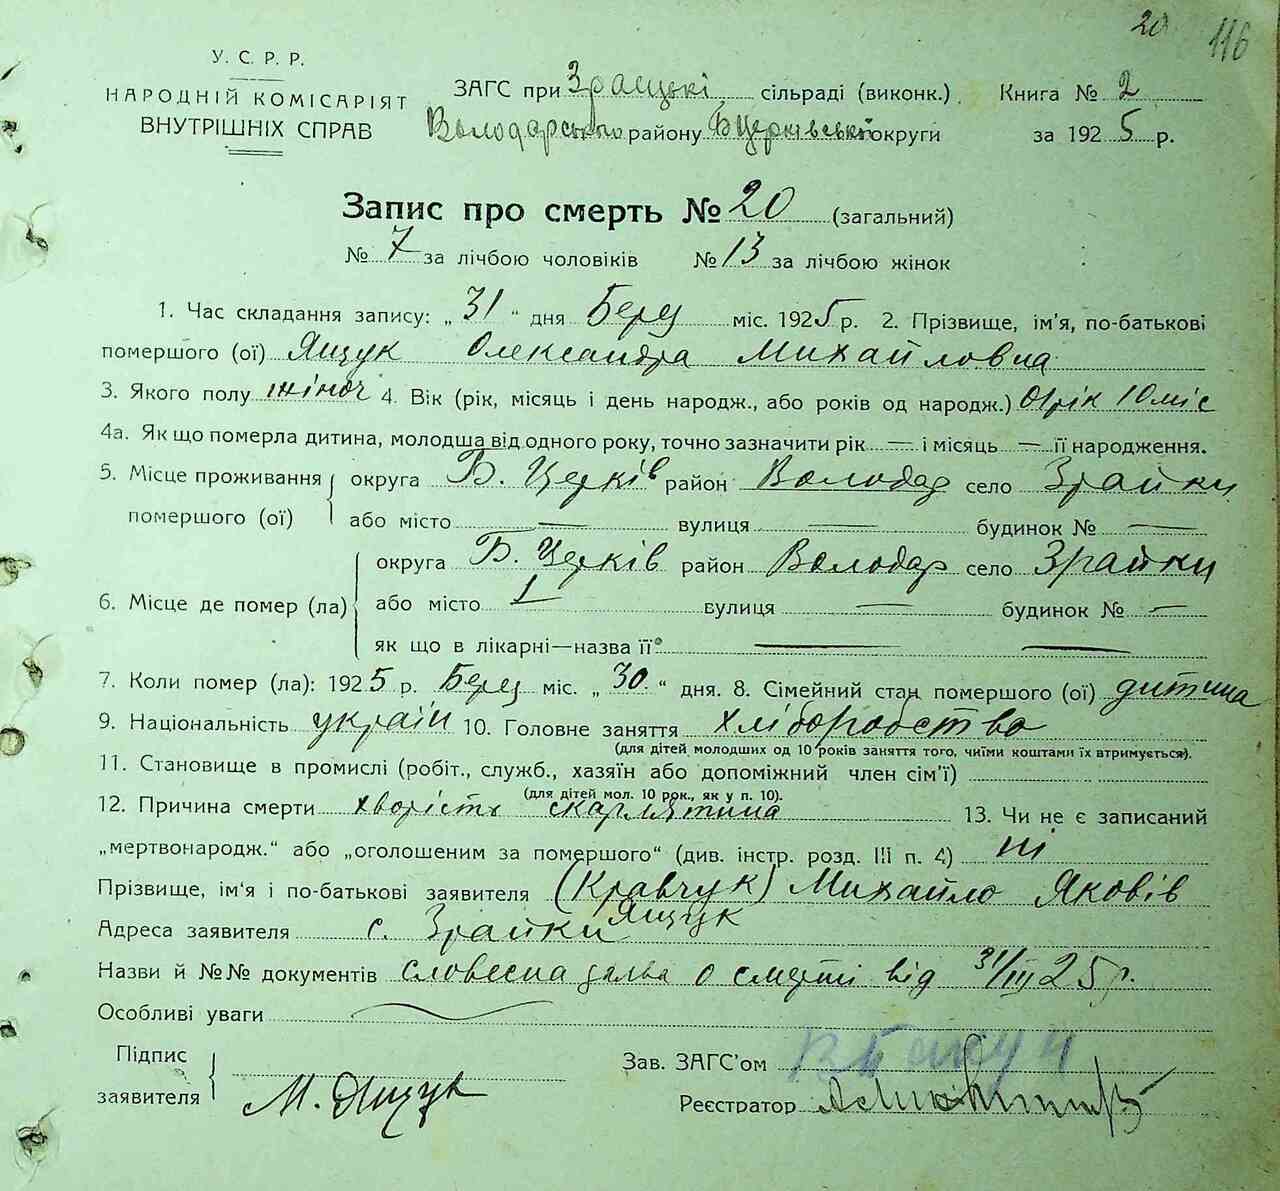 20 116
У. С. Р. Р.
НАРОДНІЙ КОМІСАРІЯТ
ВНУТРІШНІХ СПРАВ
ЗАГС при Зрацькі сільраді (виконк.) Книга № 2
Володарського району БЦерківської округи за 1925 р.
Запис про смерть № 20 (загальний)
№ 7 за лічбою чоловіків № 13 за лічбою жінок
1. Час складання запису: „31" дня Берез міс. 1925 р. 2. Прізвище, ім'я, по-батькові
помершого (ої) Ящук Олександра Михайловна
3. Якого полу жіноч 4. Вік (рік, місяць і день народж., або років од народж.) рік 10 міс
4а. Як що померла дитина, молодша від одного року, точно зазначити рік — і місяць — її народження.
5. Місце проживання помершого (ої) округа Б. Церків район Володар село Зрайки
або місто — вулиця — будинок № —
6. Місце де помер (ла) округа Б. Церків район Володар село Зрайки
або місто — вулиця — будинок № —
як що в лікарні—назва її — —
7. Коли помер (ла): 1925 р. Берез міс. „30" дня. 8. Сімейний стан помершого (ої) дитина
9. Національність україн 10. Головне заняття хліборобство
(для дітей молодших од 10 років заняття того, чиїми коштами їх втримується).
11. Становище в промислі (робіт., служб., хазяїн або допоміжний член сім'ї)
(для дітей мол. 10 рок., як у п. 10).
12. Причина смерти хворість скарлятина 13. Чи не є записаний
„мертвонародж." або „оголошеним за помершого" (див. інстр. розд. III п. 4) ні
Прізвище, ім'я і по-батькові заявителя (Кравчук) Михайло Яковів
Ящук
Адреса заявителя с. Зрайки
Назви й №№ документів словесна заява о смерті від 31/III 25 р.
Особливі уваги
Підпис заявителя М. Ящук
Зав. ЗАГС'ом
Реєстратор